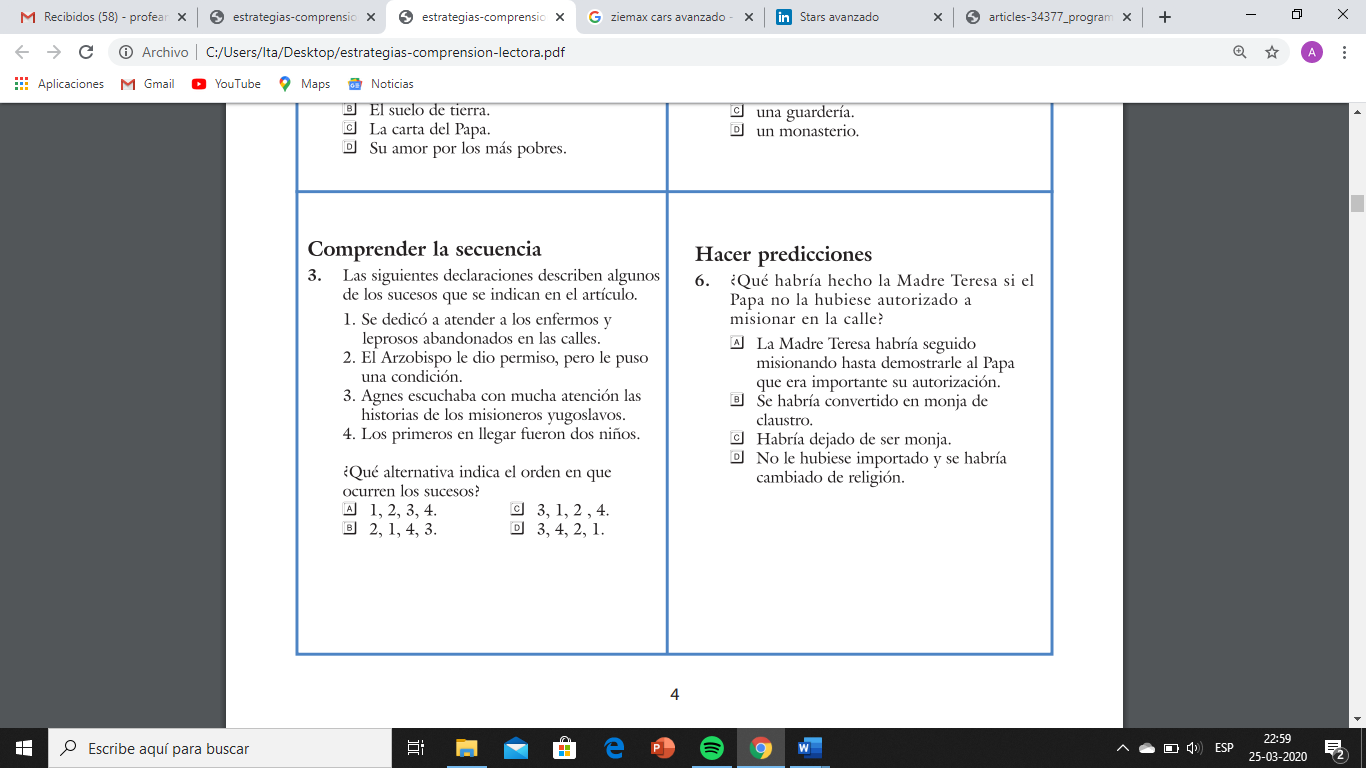 Recibidos (58) - profear
estrategias-comprensio
estrategias-comprensio
ziemax cars avanzado -
Stars avanzado
articles-34377_program
Archivo
C:/Users/Ita/Desktop/estrategias-comprension-lectora.pdf
A
Aplicaciones
Gmail
YouTube
Maps
Noticias
B El suelo de tierra.
C La carta del Papa.
D Su amor por los más pobres.
C una guardería.
D un monasterio.
Comprender la secuencia
3. Las siguientes declaraciones describen algunos
de los sucesos que se indican en el artículo.
1. Se dedicó a atender a los enfermos y
leprosos abandonados en las calles.
2. El Arzobispo le dio permiso, pero le puso
una condición.
3. Agnes escuchaba con mucha atención las
historias de los misioneros yugoslavos.
4. Los primeros en llegar fueron dos niños.
¿Qué alternativa indica el orden en que
ocurren los sucesos?
A 1, 2, 3, 4.
C 3, 1, 2 , 4.
B 2, 1, 4, 3.
D 3, 4, 2, 1.
Hacer predicciones
6. ¿Qué habría hecho la Madre Teresa si el
Papa no la hubiese autorizado a
misionar en la calle?
A La Madre Teresa habría seguido
misionando hasta demostrarle al Papa
que era importante su autorización.
B Se habría convertido en monja de
claustro.
C Habría dejado de ser monja.
D No le hubiese importado y se habría
cambiado de religión.
4
Escribe aquí para buscar
ESP
22:59
25-03-2020
2